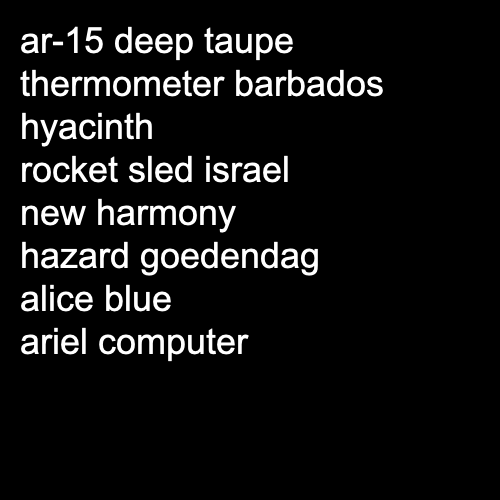 ar-15 deep taupe
thermometer barbados
hyacinth
rocket sled israel
new harmony
hazard goedendag
alice blue
ariel computer